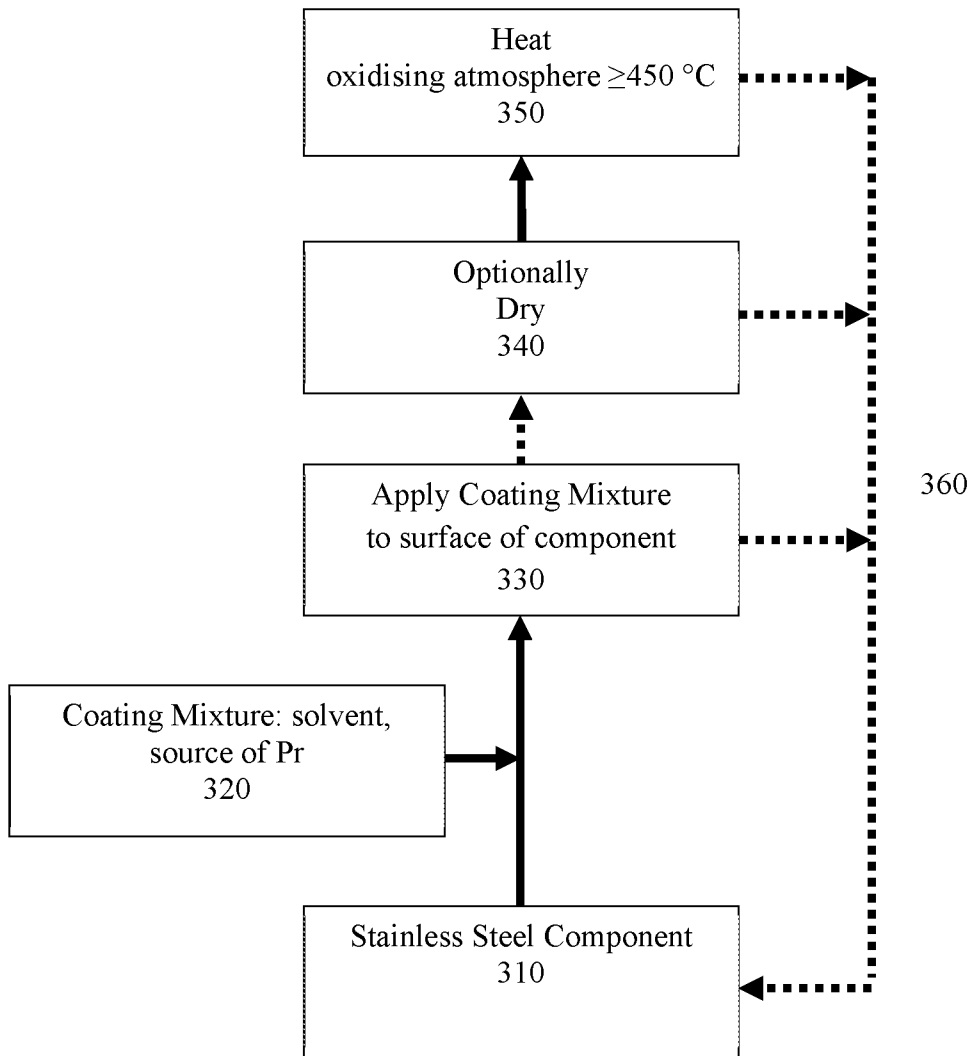 Heat
oxidising atmosphere ≥450 °C
350
Optionally
Dry
340
Apply Coating Mixture
to surface of component
330
360
Coating Mixture: solvent,
source of Pr
320
Stainless Steel Component
310